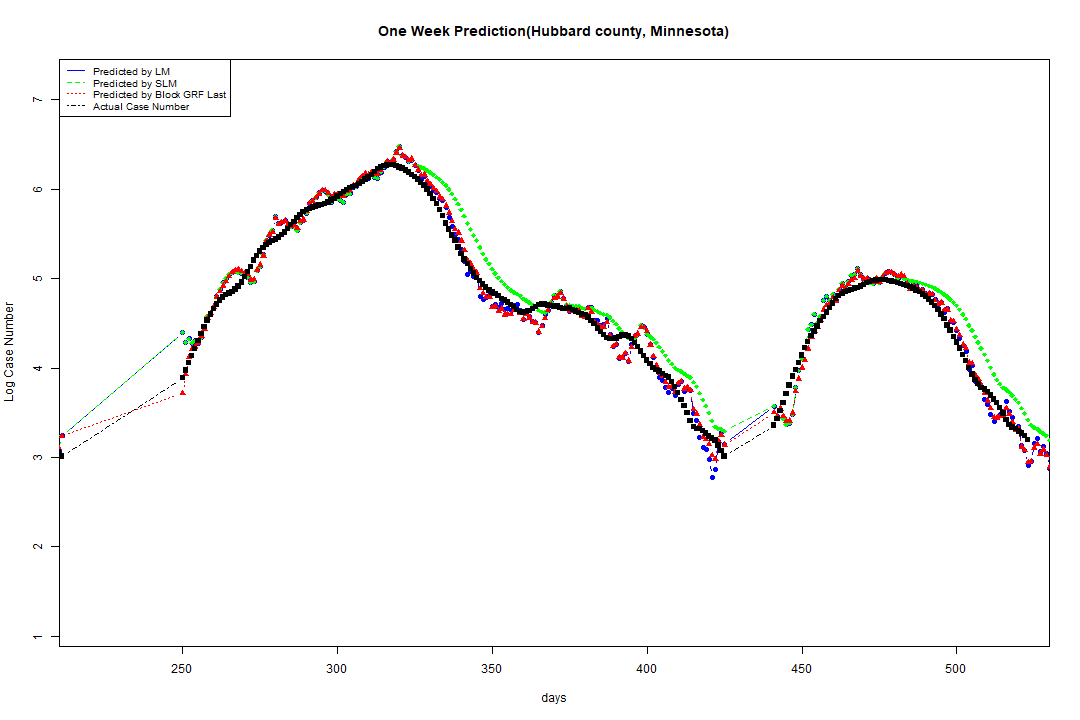 One Week Prediction(Hubbard county, Minnesota)
Predicted by LM
Predicted by SLM
Predicted by Block GRF Last
Actual Case Number
7
6
5
4
3
2
1
Log Case Number
250 300 350 400 450 500
days